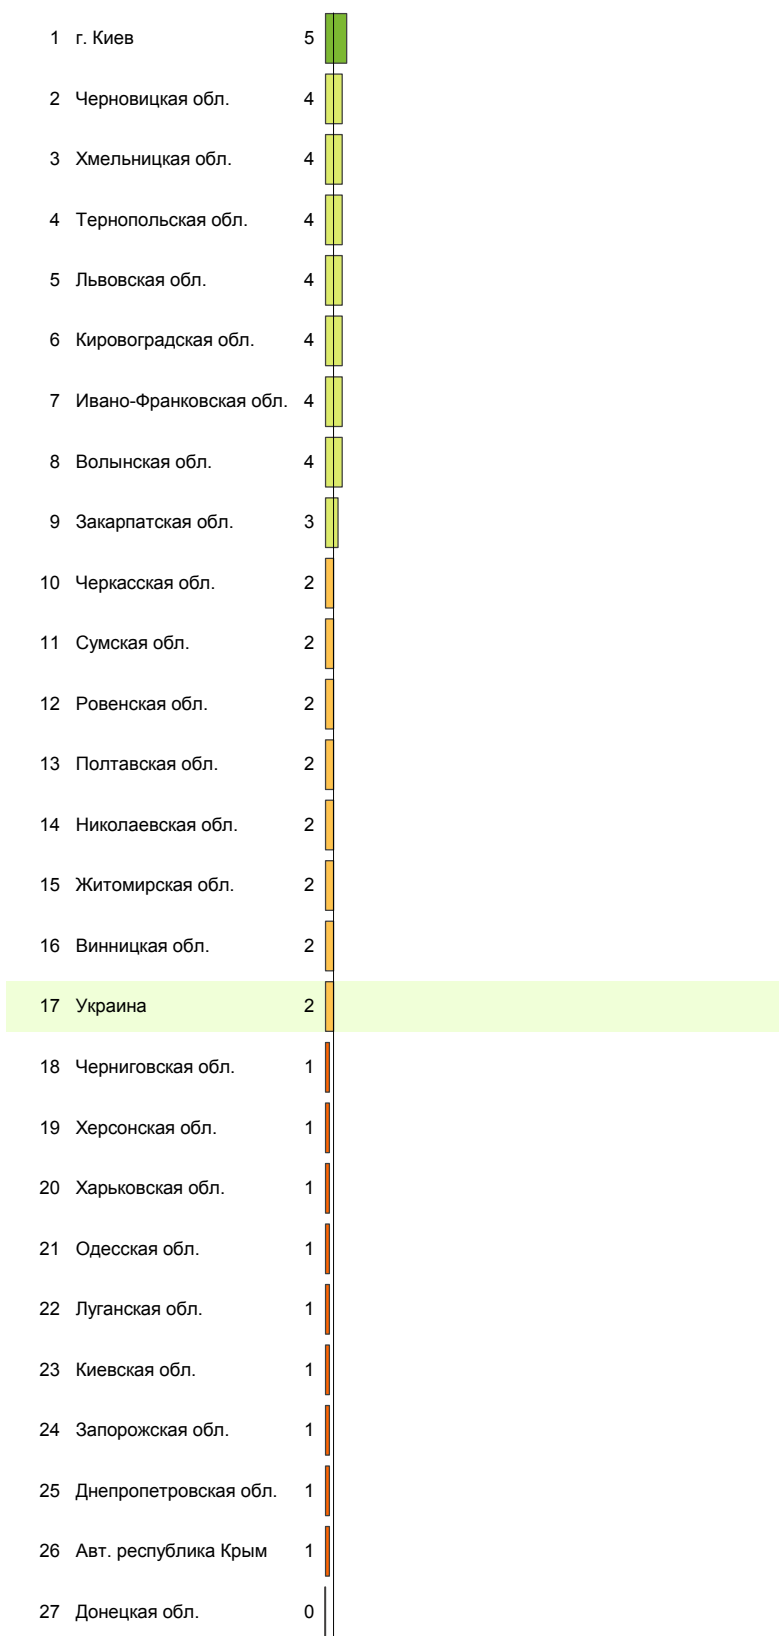 1 г. Киев 5
2 Черновицкая обл. 4
3 Хмельницкая обл. 4
4 Тернопольская обл. 4
5 Львовская обл. 4
6 Кировоградская обл. 4
7 Ивано-Франковская обл. 4
8 Волынская обл. 4
9 Закарпатская обл. 3
10 Черкасская обл. 2
11 Сумская обл. 2
12 Ровенская обл. 2
13 Полтавская обл. 2
14 Николаевская обл. 2
15 Житомирская обл. 2
16 Винницкая обл. 2
17 Украина 2
18 Черниговская обл. 1
19 Херсонская обл. 1
20 Харьковская обл. 1
21 Одесская обл. 1
22 Луганская обл. 1
23 Киевская обл. 1
24 Запорожская обл. 1
25 Днепропетровская обл. 1
26 Авт. республика Крым 1
27 Донецкая обл. 0